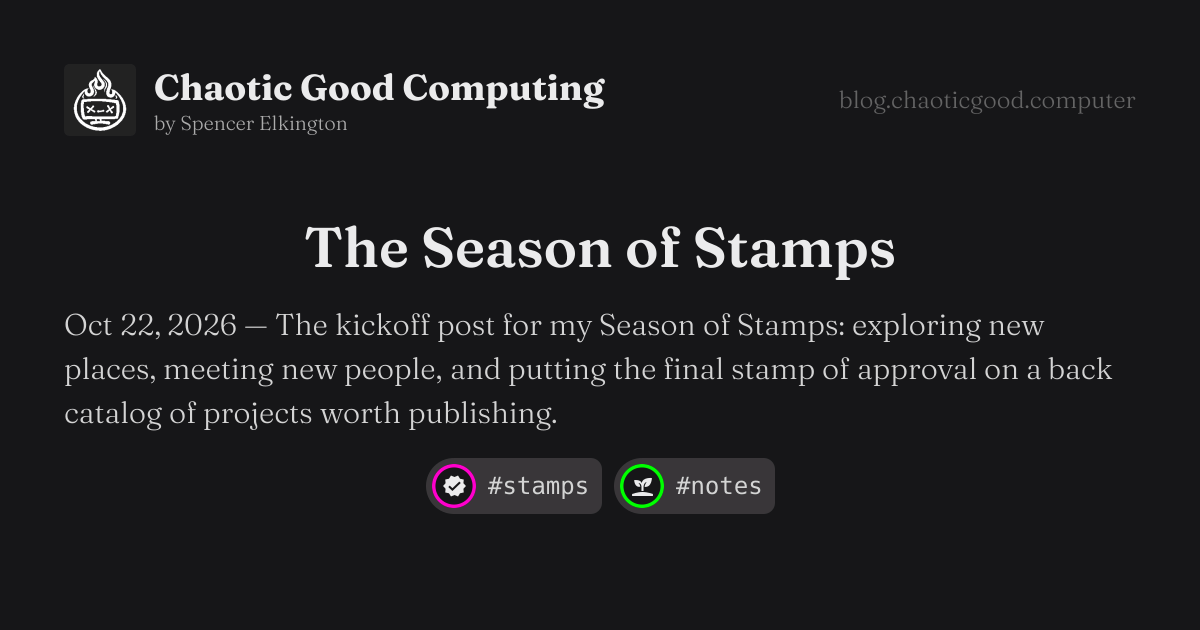 Chaotic Good Computing
by Spencer Elkington
blog.chaoticgood.computer
The Season of Stamps
Oct 22, 2026 — The kickoff post for my Season of Stamps: exploring new
places, meeting new people, and putting the final stamp of approval on a back
catalog of projects worth publishing.
#stamps
#notes